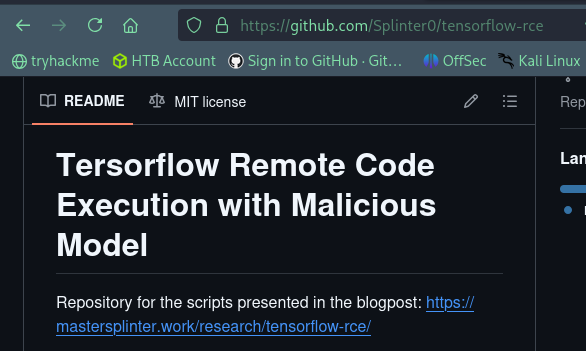 https://github.com/Splinter0/tensorflow-rce
tryhackme HTB Account Sign in to GitHub · Git… OffSec Kali Linux
README MIT license
Rep
Tersorflow Remote Code
Execution with Malicious
Model
Lan
Repository for the scripts presented in the blogpost: https://
mastersplinter.work/research/tensorflow-rce/